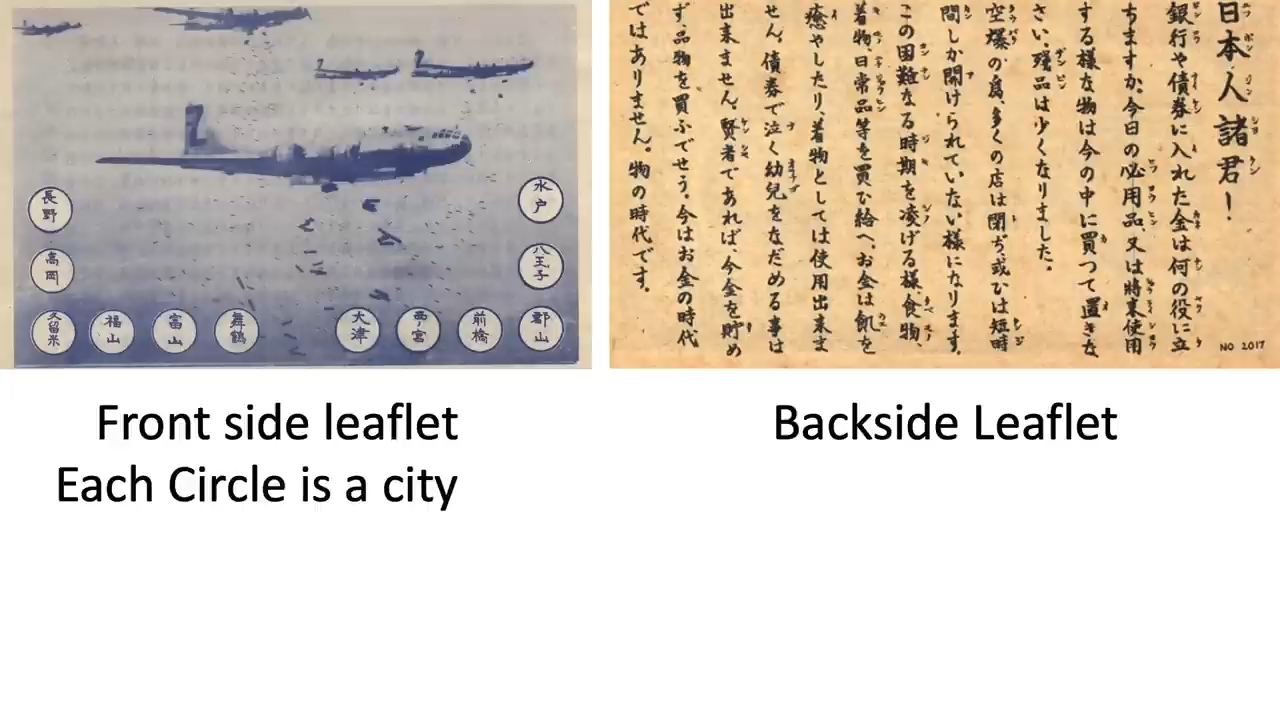 長野
水戸
高岡
八王子
久留米
福山
富山
舞鶴
大津
西ノ宮
前橋
郡山
日本人諸君！
銀行や債券に入れた金は何の役に立
ちますか。今日の必用品又は將来使用
する様な物は今の中に買つて置きな
さい。殘品は少くなりました。
空爆の爲、多くの店は閉ぢ或ひは短時
間しか開けられていない様になります。
この困難なる時期を凌げる様、食物、
着物、日常品等を買ひ給へ、お金は飢を
癒やしたり、着物としては使用出来ま
せん。債券で泣く幼兒をなだめる事は
出来ません。賢者であれば、今金を貯め
ず、品物を買ふでせう。今はお金の時代
ではありません。物の時代です。
NO 2017
Front side leaflet
Each Circle is a city
Backside Leaflet